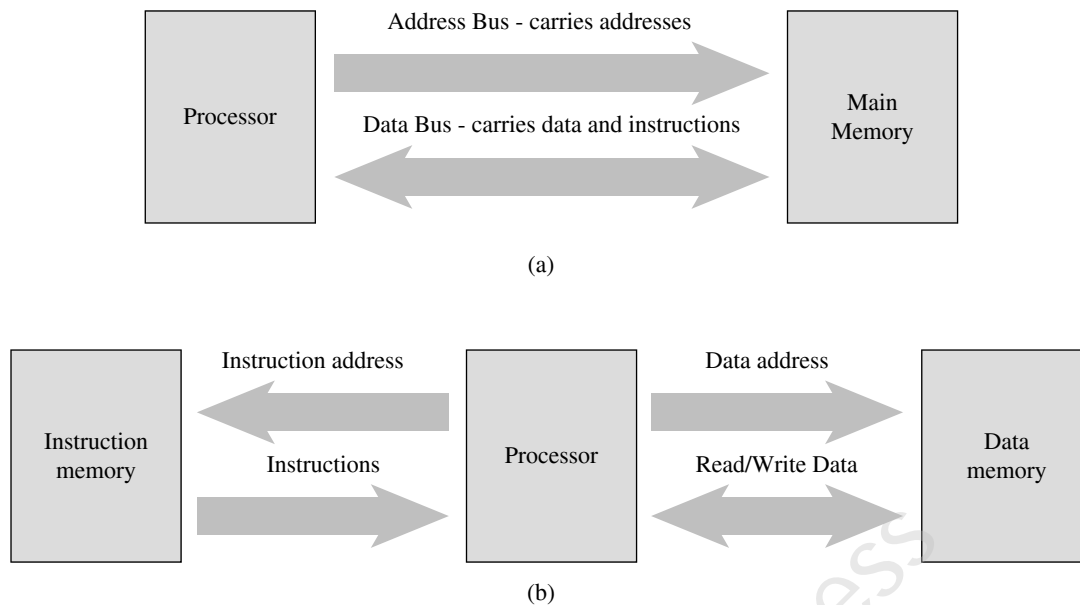 Address Bus - carries addresses
Processor
Main
Memory
Data Bus - carries data and instructions
(a)
Instruction address
Data address
Instruction
memory
Processor
Data
memory
Instructions
Read/Write Data
(b)
ess